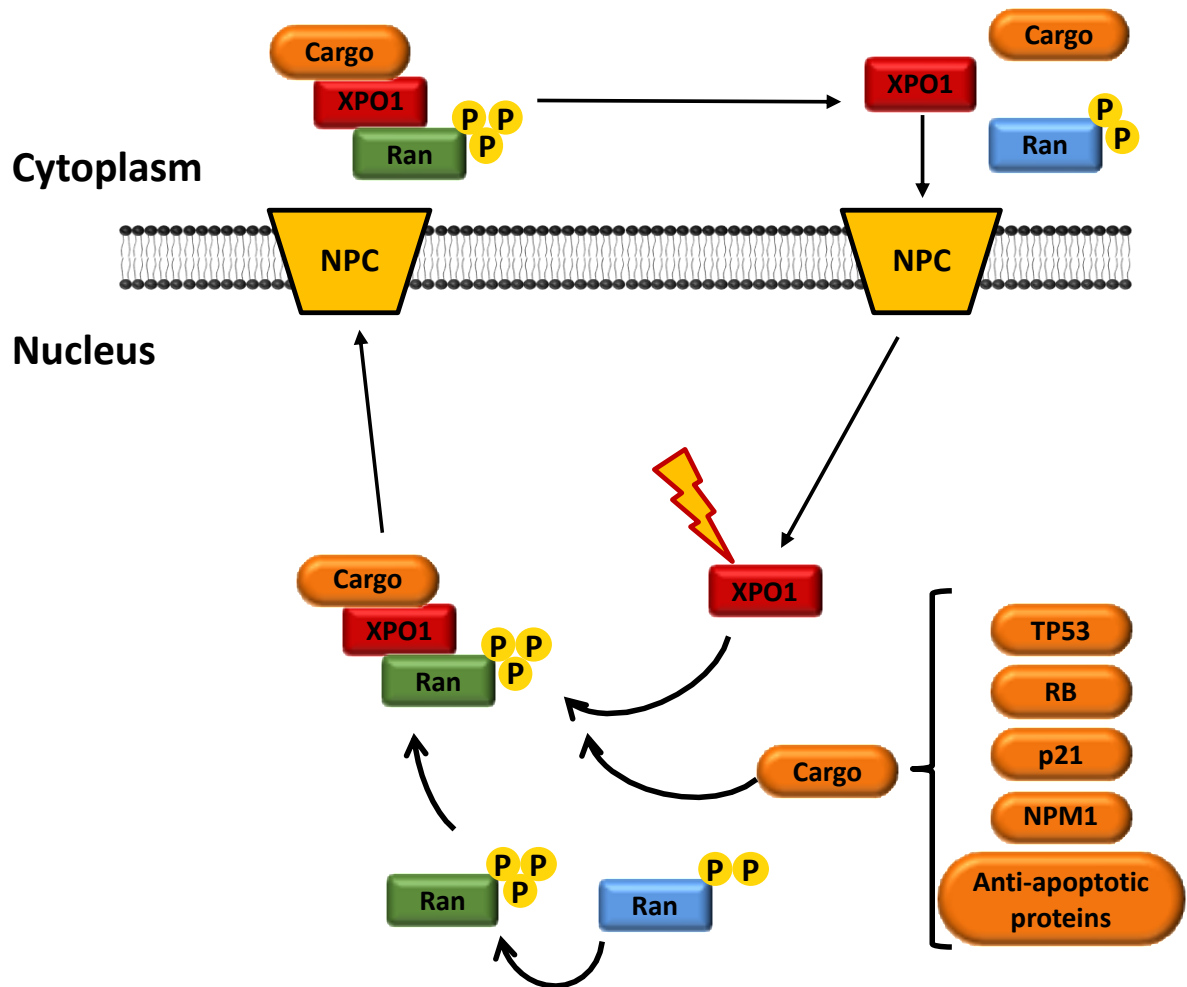 Cargo
XPO1
P P
P
Ran
Cargo
XPO1
P
P
Ran
Cytoplasm
NPC
NPC
Nucleus
Cargo
XPO1
P P
P
Ran
XPO1
TP53
RB
p21
NPM1
Anti-apoptotic
proteins
Cargo
P P
P
Ran
P P
Ran